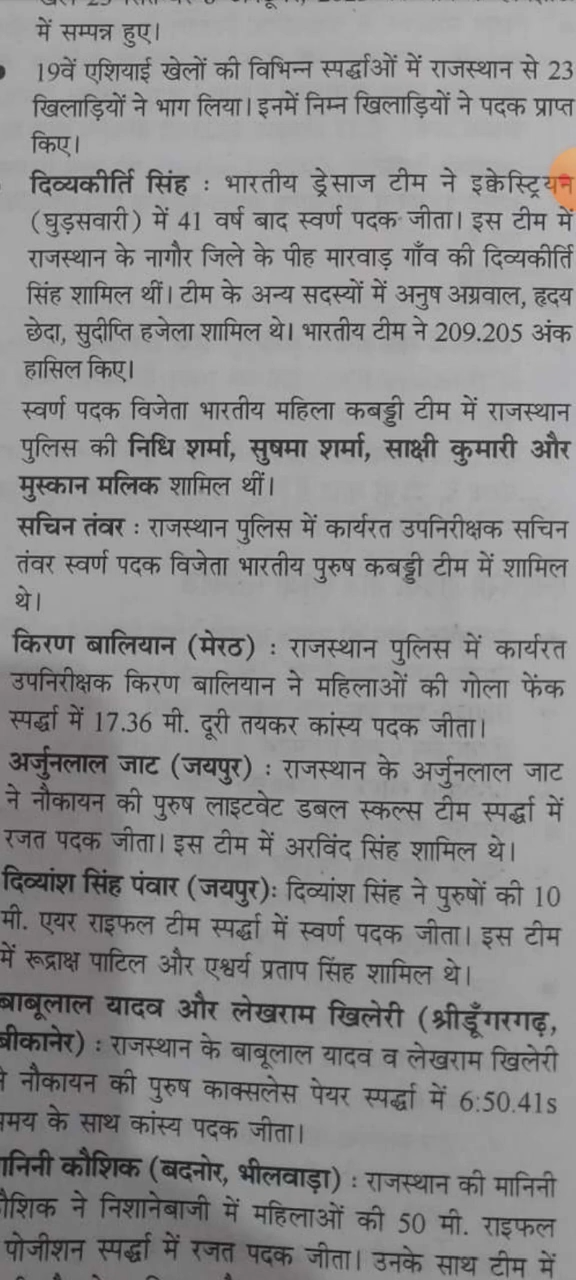 में सम्पन्न हुए।
19वें एशियाई खेलों की विभिन्न स्पर्द्धाओं में राजस्थान से 23
खिलाड़ियों ने भाग लिया। इनमें निम्न खिलाड़ियों ने पदक प्राप्त
किए।
दिव्यकीर्ति सिंह : भारतीय ड्रेसाज टीम ने इक्वेस्ट्रियन
(घुड़सवारी) में 41 वर्ष बाद स्वर्ण पदक जीता। इस टीम में
राजस्थान के नागौर जिले के पीह मारवाड़ गाँव की दिव्यकीर्ति
सिंह शामिल थीं। टीम के अन्य सदस्यों में अनुष अग्रवाल, हृदय
छेदा, सुदीप्ति हजेला शामिल थे। भारतीय टीम ने 209.205 अंक
हासिल किए।
स्वर्ण पदक विजेता भारतीय महिला कबड्डी टीम में राजस्थान
पुलिस की निधि शर्मा, सुषमा शर्मा, साक्षी कुमारी और
मुस्कान मलिक शामिल थीं।
सचिन तंवर : राजस्थान पुलिस में कार्यरत उपनिरीक्षक सचिन
तंवर स्वर्ण पदक विजेता भारतीय पुरुष कबड्डी टीम में शामिल
थे।
किरण बालियान (मेरठ) : राजस्थान पुलिस में कार्यरत
उपनिरीक्षक किरण बालियान ने महिलाओं की गोला फेंक
स्पर्द्धा में 17.36 मी. दूरी तयकर कांस्य पदक जीता।
अर्जुनलाल जाट (जयपुर) : राजस्थान के अर्जुनलाल जाट
ने नौकायन की पुरुष लाइटवेट डबल स्कल्स टीम स्पर्द्धा में
रजत पदक जीता। इस टीम में अरविंद सिंह शामिल थे।
दिव्यांश सिंह पंवार (जयपुर): दिव्यांश सिंह ने पुरुषों की 10
मी. एयर राइफल टीम स्पर्द्धा में स्वर्ण पदक जीता। इस टीम
में रूद्राक्ष पाटिल और एश्वर्य प्रताप सिंह शामिल थे।
बाबूलाल यादव और लेखराम खिलेरी (श्रीडूँगरगढ़,
बीकानेर) : राजस्थान के बाबूलाल यादव व लेखराम खिलेरी
ने नौकायन की पुरुष काक्सलेस पेयर स्पर्द्धा में 6:50.41s
समय के साथ कांस्य पदक जीता।
मानिनी कौशिक (बदनोर, भीलवाड़ा) : राजस्थान की मानिनी
कौशिक ने निशानेबाजी में महिलाओं की 50 मी. राइफल
पोजीशन स्पर्द्धा में रजत पदक जीता। उनके साथ टीम में